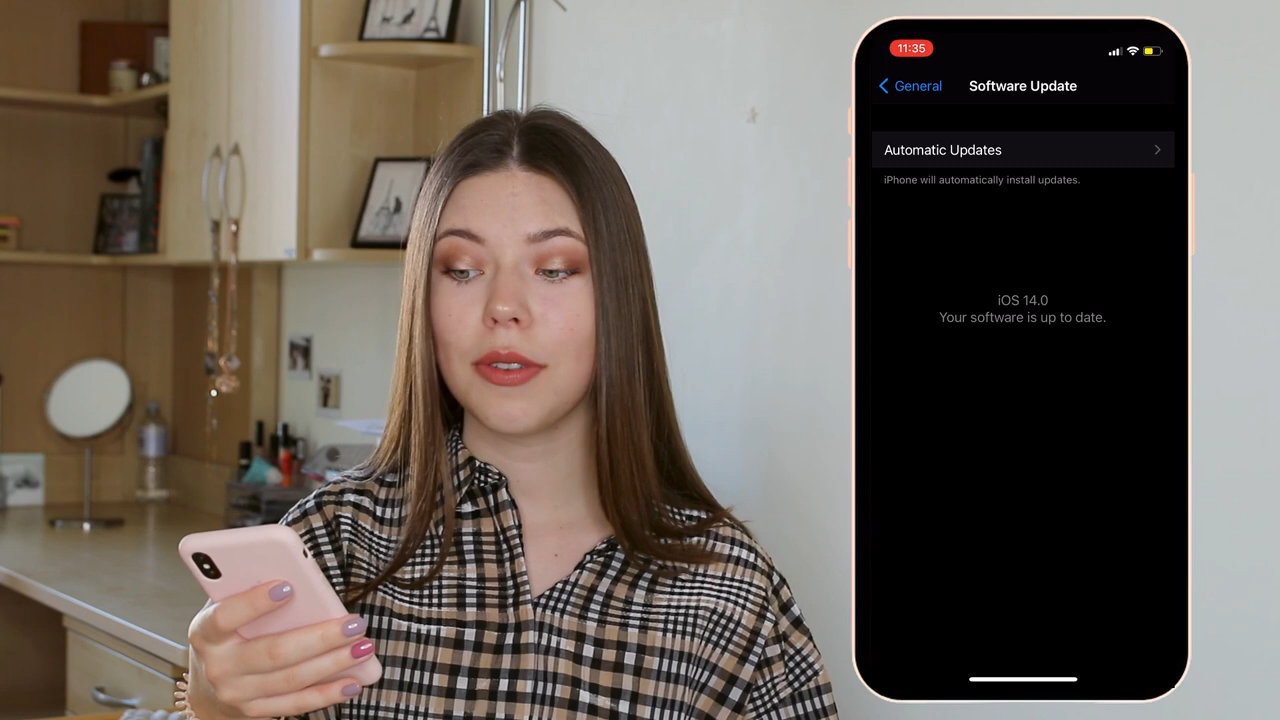 11:35
General
Software Update
Automatic Updates
iPhone will automatically install updates.
iOS 14.0
Your software is up to date.